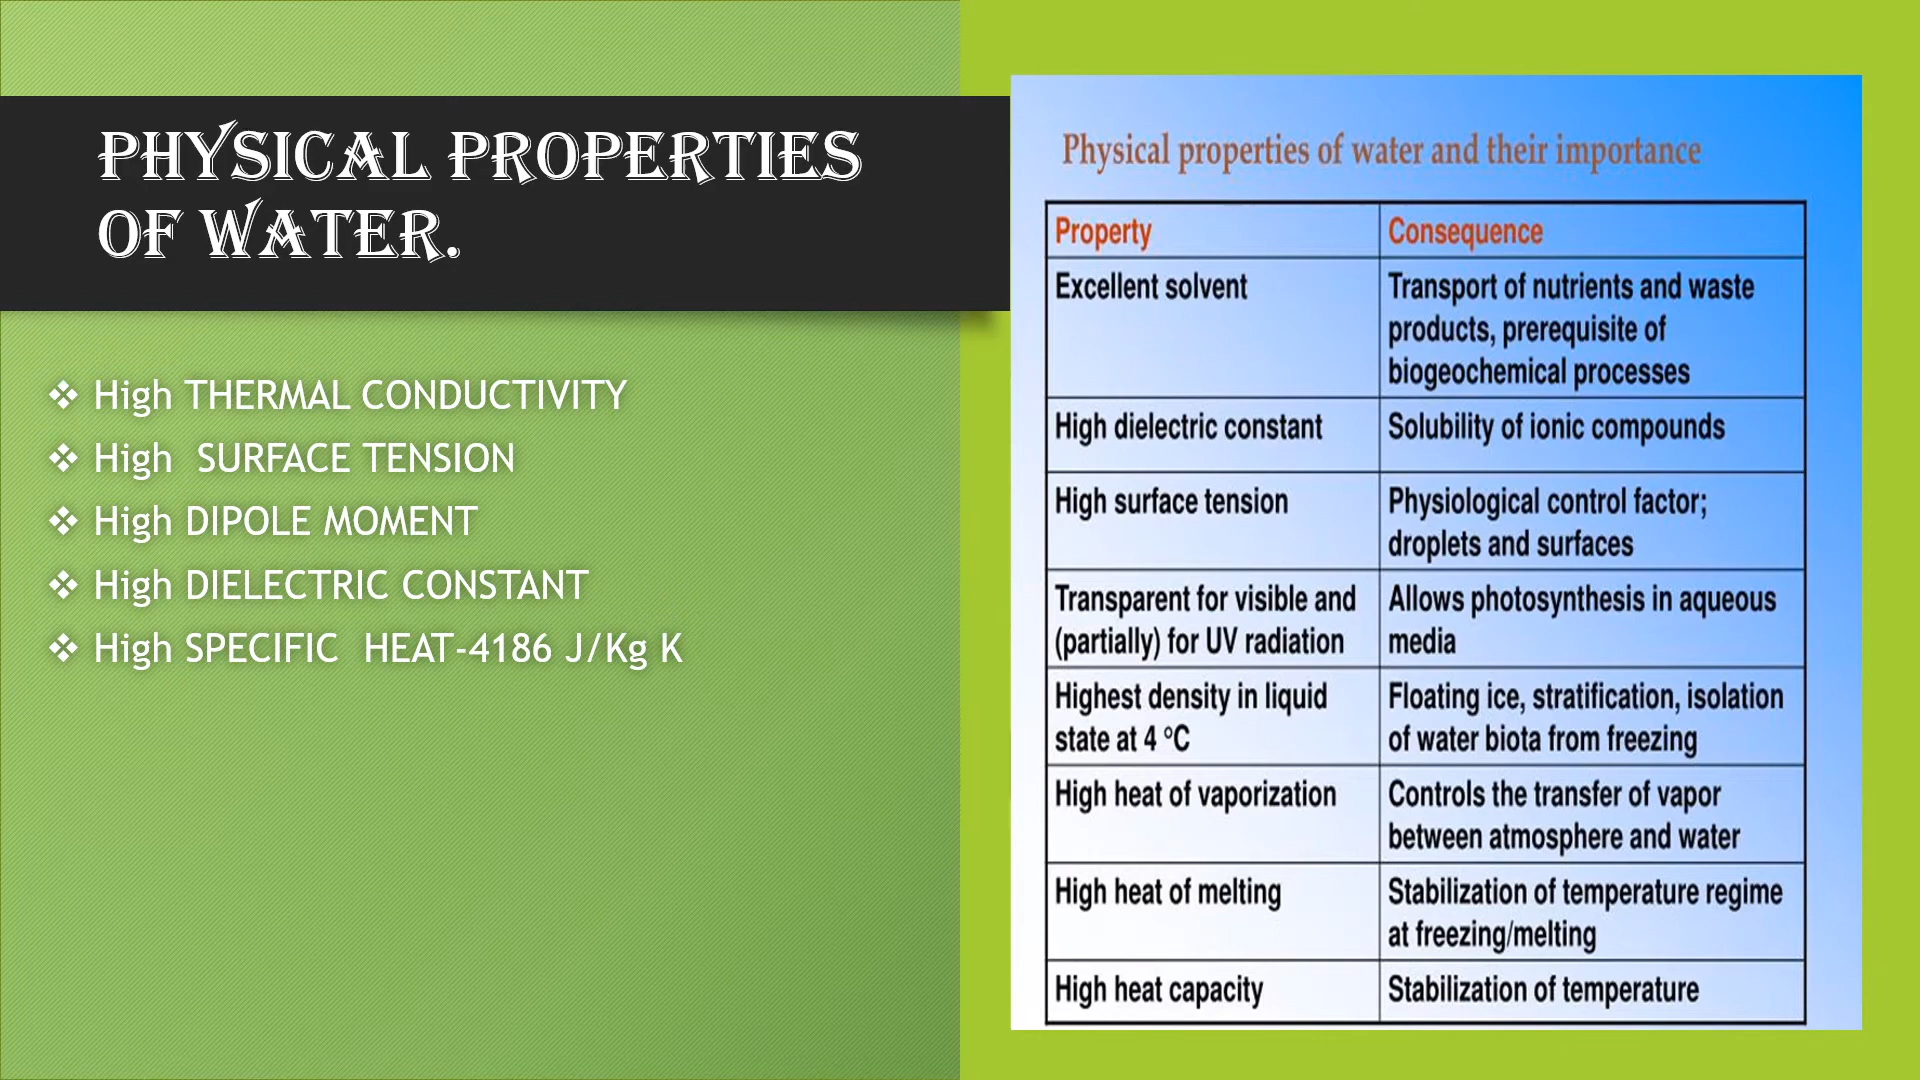 PHYSICAL PROPERTIES
OF WATER.
❖ High THERMAL CONDUCTIVITY
❖ High SURFACE TENSION
❖ High DIPOLE MOMENT
❖ High DIELECTRIC CONSTANT
❖ High SPECIFIC HEAT-4186 J/Kg K
Physical properties of water and their importance
Property Consequence
Excellent solvent Transport of nutrients and waste
products, prerequisite of
biogeochemical processes
High dielectric constant Solubility of ionic compounds
High surface tension Physiological control factor;
droplets and surfaces
Transparent for visible and Allows photosynthesis in aqueous
(partially) for UV radiation media
Highest density in liquid Floating ice, stratification, isolation
state at 4 °C of water biota from freezing
High heat of vaporization Controls the transfer of vapor
between atmosphere and water
High heat of melting Stabilization of temperature regime
at freezing/melting
High heat capacity Stabilization of temperature